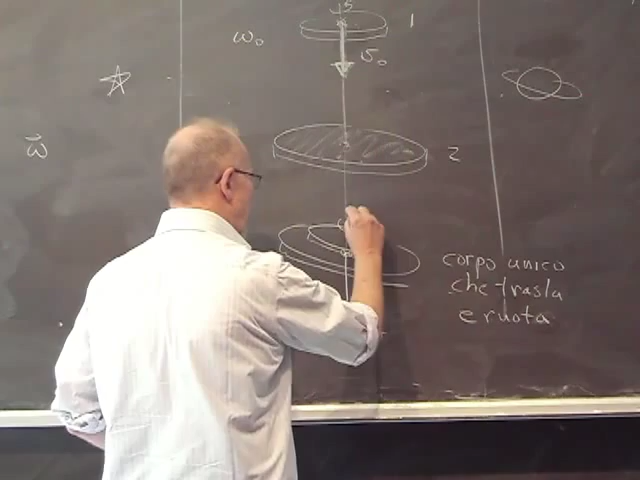 ω₀
1
v₀
2
ω⃗
corpo unico
che trasla
e ruota